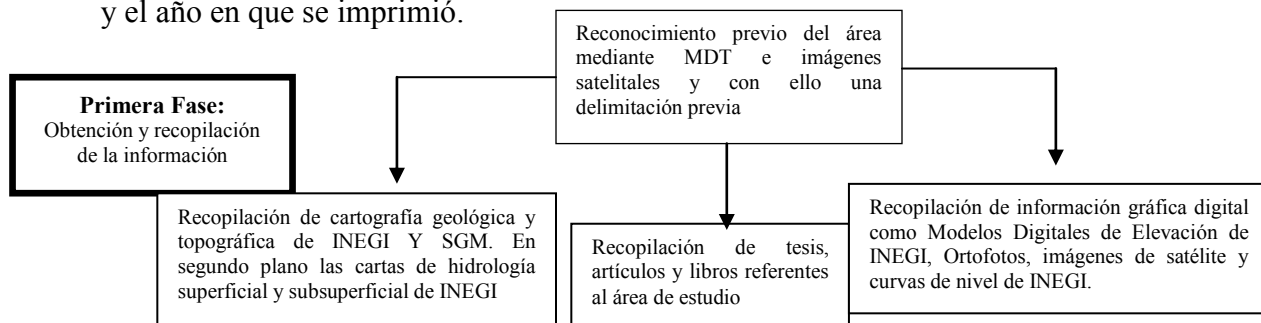 y el año en que se imprimió.
Reconocimiento previo del área
mediante MDT e imágenes
satelitales y con ello una
delimitación previa
Primera Fase:
Obtención y recopilación
de la información
Recopilación de cartografía geológica y
topográfica de INEGI Y SGM. En
segundo plano las cartas de hidrología
superficial y subsuperficial de INEGI
Recopilación de tesis,
artículos y libros referentes
al área de estudio
Recopilación de información gráfica digital
como Modelos Digitales de Elevación de
INEGI, Ortofotos, imágenes de satélite y
curvas de nivel de INEGI.